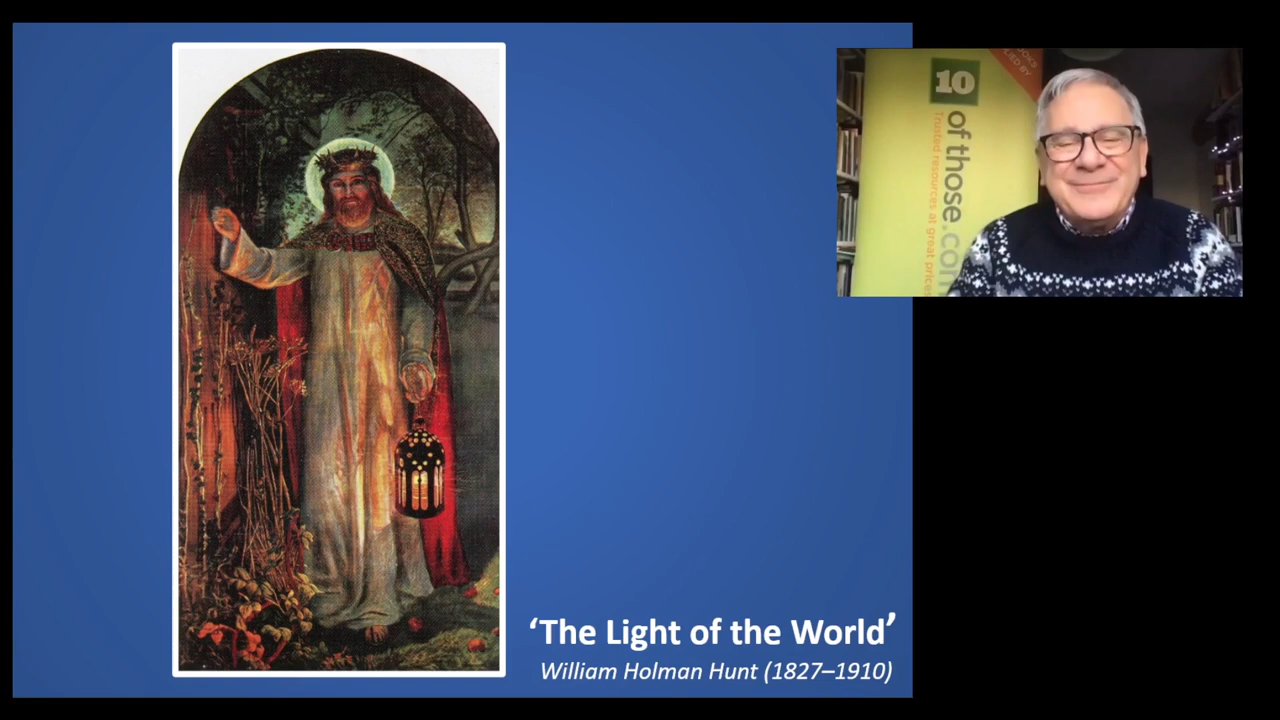 ‘The Light of the World’
William Holman Hunt (1827–1910)
10
of those.com
Trusted resources at great prices